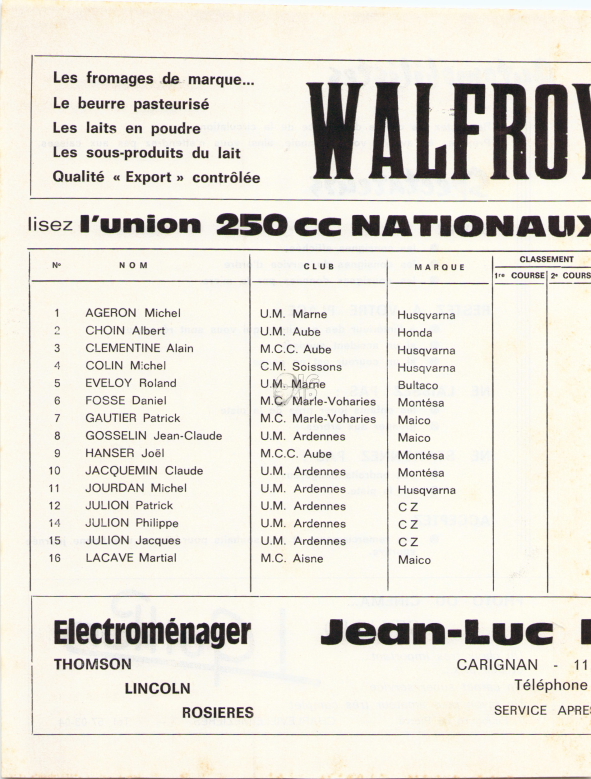 Les fromages de marque...
Le beurre pasteurisé
Les laits en poudre
Les sous-produits du lait
Qualité « Export » contrôlée
WALFROY
lisez l'union 250 cc NATIONAUX
Nº NOM CLUB MARQUE CLASSEMENT
1re COURSE 2e COURS
1 AGERON Michel U.M. Marne Husqvarna
2 CHOIN Albert U.M. Aube Honda
3 CLEMENTINE Alain M.C.C. Aube Husqvarna
4 COLIN Michel C.M. Soissons Husqvarna
5 EVELOY Roland U.M. Marne Bultaco
6 FOSSE Daniel M.C. Marle-Voharies Montésa
7 GAUTIER Patrick M.C. Marle-Voharies Maico
8 GOSSELIN Jean-Claude U.M. Ardennes Maico
9 HANSER Joël M.C.C. Aube Montésa
10 JACQUEMIN Claude U.M. Ardennes Montésa
11 JOURDAN Michel U.M. Ardennes Husqvarna
12 JULION Patrick U.M. Ardennes C Z
14 JULION Philippe U.M. Ardennes C Z
15 JULION Jacques U.M. Ardennes C Z
16 LACAVE Martial M.C. Aisne Maico
Electroménager
THOMSON
LINCOLN
ROSIERES
Jean-Luc
CARIGNAN - 11
Téléphone
SERVICE APRES